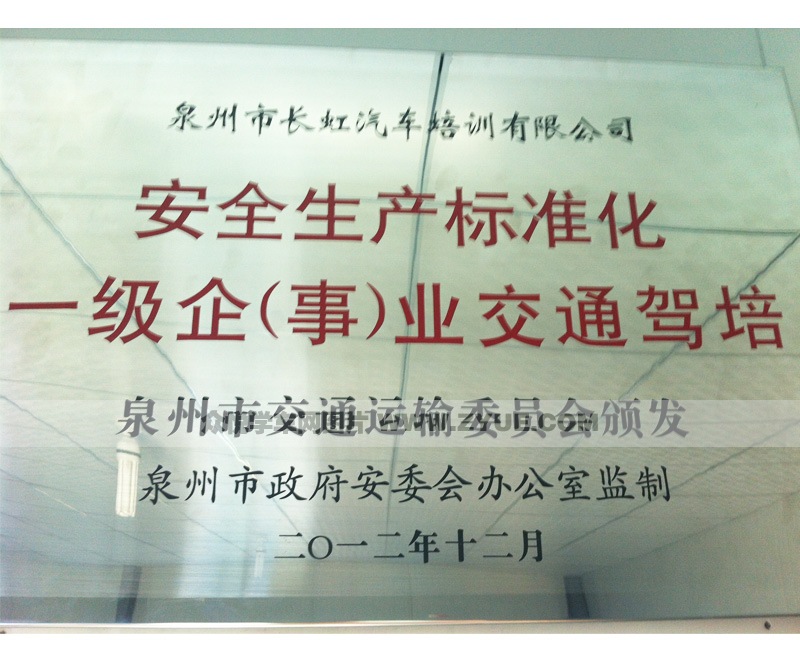 泉州市长虹汽车培训有限公司
安全生产标准化
一级企(事)业交通驾培
泉州市交通运输委员会颁发
泉州市政府安委会办公室监制
二〇一二年十二月